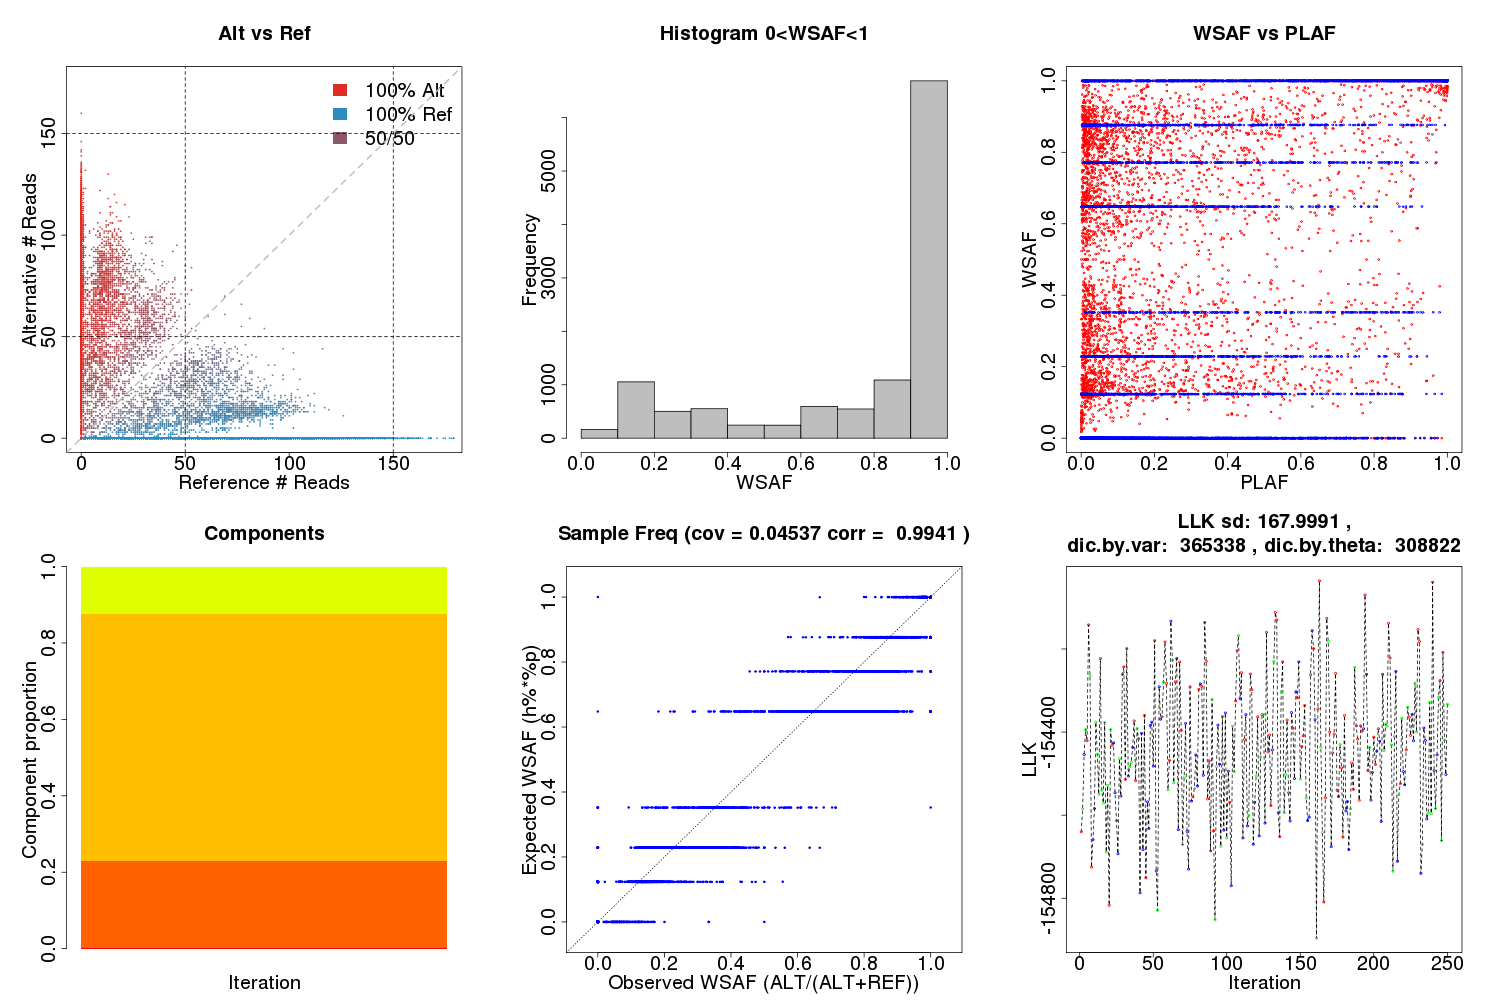 Alt vs Ref
100% Alt
100% Ref
50/50
Alternative # Reads
0 50 100 150
0 50 100 150
Reference # Reads
Histogram 0<WSAF<1
Frequency
0 1000 3000 5000
0.0 0.2 0.4 0.6 0.8 1.0
WSAF
WSAF vs PLAF
WSAF
0.0 0.2 0.4 0.6 0.8 1.0
0.0 0.2 0.4 0.6 0.8 1.0
PLAF
Components
Component proportion
0.0 0.2 0.4 0.6 0.8 1.0
Iteration
Sample Freq (cov = 0.04537 corr = 0.9941 )
Expected WSAF (h%*%p)
0.0 0.2 0.4 0.6 0.8 1.0
0.0 0.2 0.4 0.6 0.8 1.0
Observed WSAF (ALT/(ALT+REF))
LLK sd: 167.9991 ,
dic.by.var: 365338 , dic.by.theta: 308822
LLK
-154800 -154400
0 50 100 150 200 250
Iteration